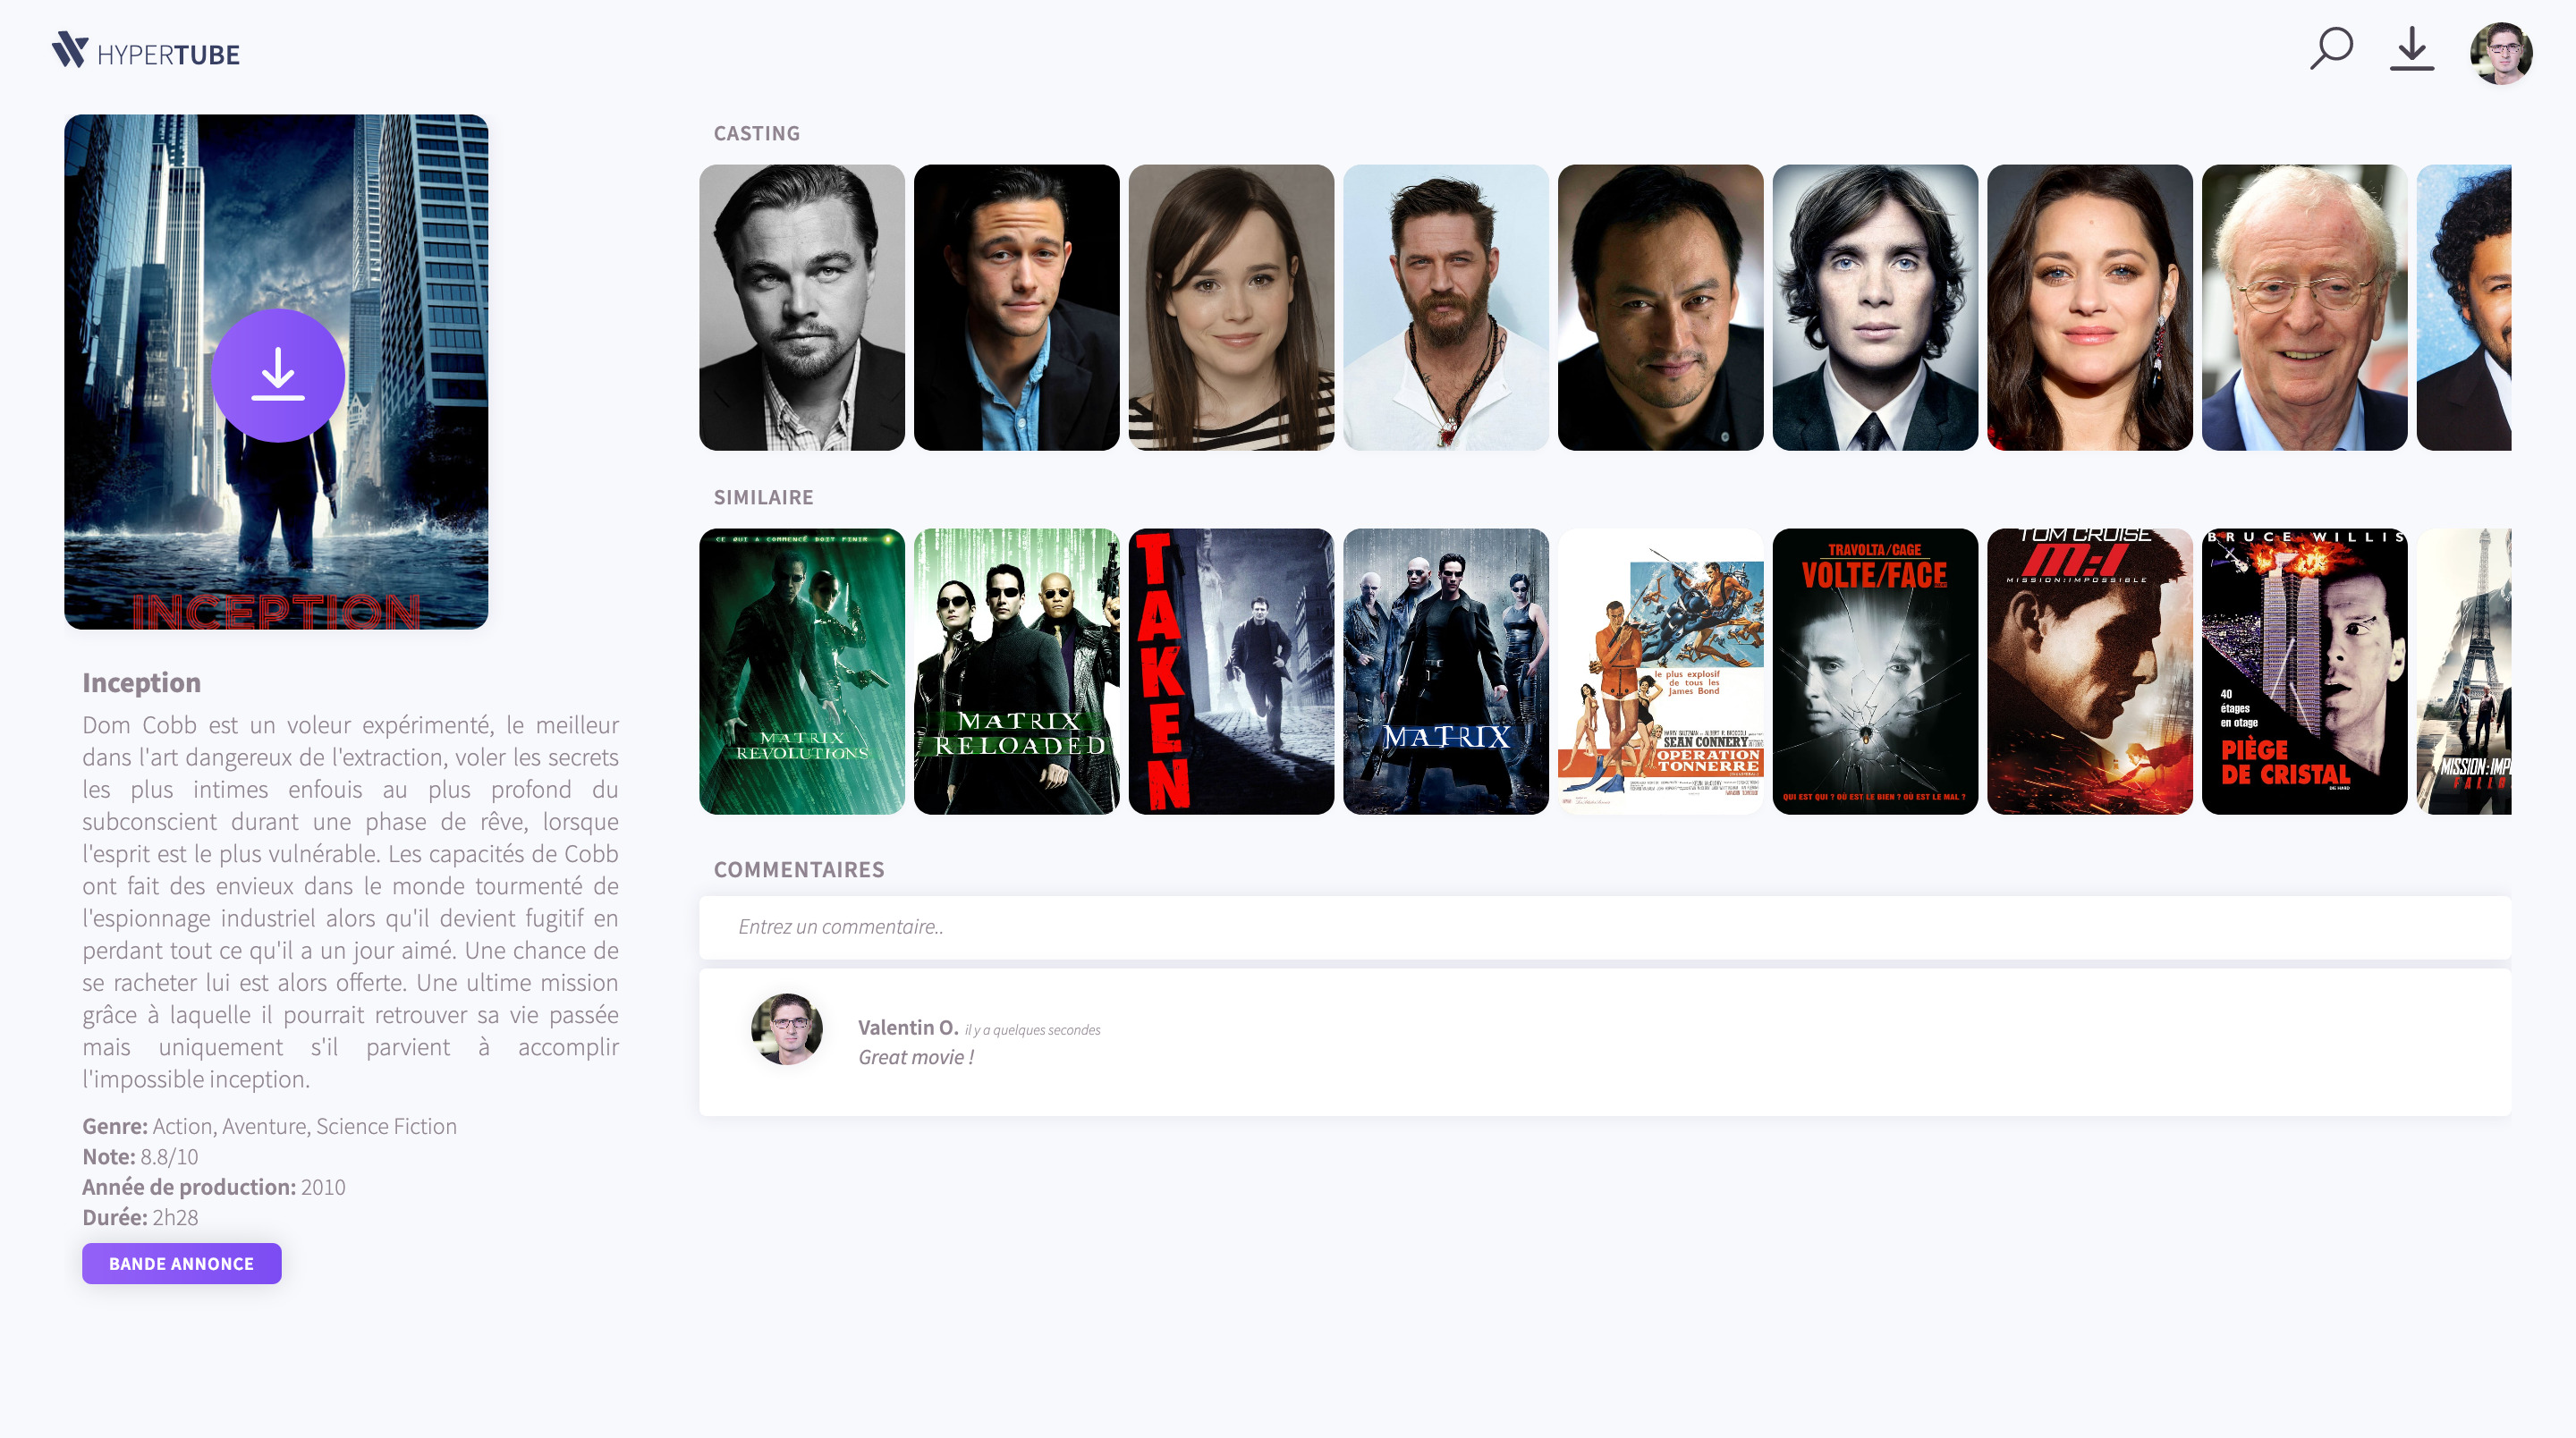 HYPERTUBE
INCEPTION
Inception
Dom Cobb est un voleur expérimenté, le meilleur
dans l'art dangereux de l'extraction, voler les secrets
les plus intimes enfouis au plus profond du
subconscient durant une phase de rêve, lorsque
l'esprit est le plus vulnérable. Les capacités de Cobb
ont fait des envieux dans le monde tourmenté de
l'espionnage industriel alors qu'il devient fugitif en
perdant tout ce qu'il a un jour aimé. Une chance de
se racheter lui est alors offerte. Une ultime mission
grâce à laquelle il pourrait retrouver sa vie passée
mais uniquement s'il parvient à accomplir
l'impossible inception.
Genre: Action, Aventure, Science Fiction
Note: 8.8/10
Année de production: 2010
Durée: 2h28
BANDE ANNONCE
CASTING
SIMILAIRE
CE QUI A COMMENCÉ DOIT FINIR
MATRIX
REVOLUTIONS
MATRIX
RELOADED
TAKEN
MATRIX
le plus explosif
de tous les
James Bond
SEAN CONNERY
OPERATION
TONNERRE
TRAVOLTA/CAGE
VOLTE/FACE
QUI EST QUI ? OÙ EST LE BIEN ? OÙ EST LE MAL ?
TOM CRUISE
M:I
MISSION:IMPOSSIBLE
BRUCE WILLIS
40
étages
en otage
PIÈGE
DE CRISTAL
DIE HARD
MISSION:IMP
FALL
COMMENTAIRES
Entrez un commentaire..
Valentin O. il y a quelques secondes
Great movie !